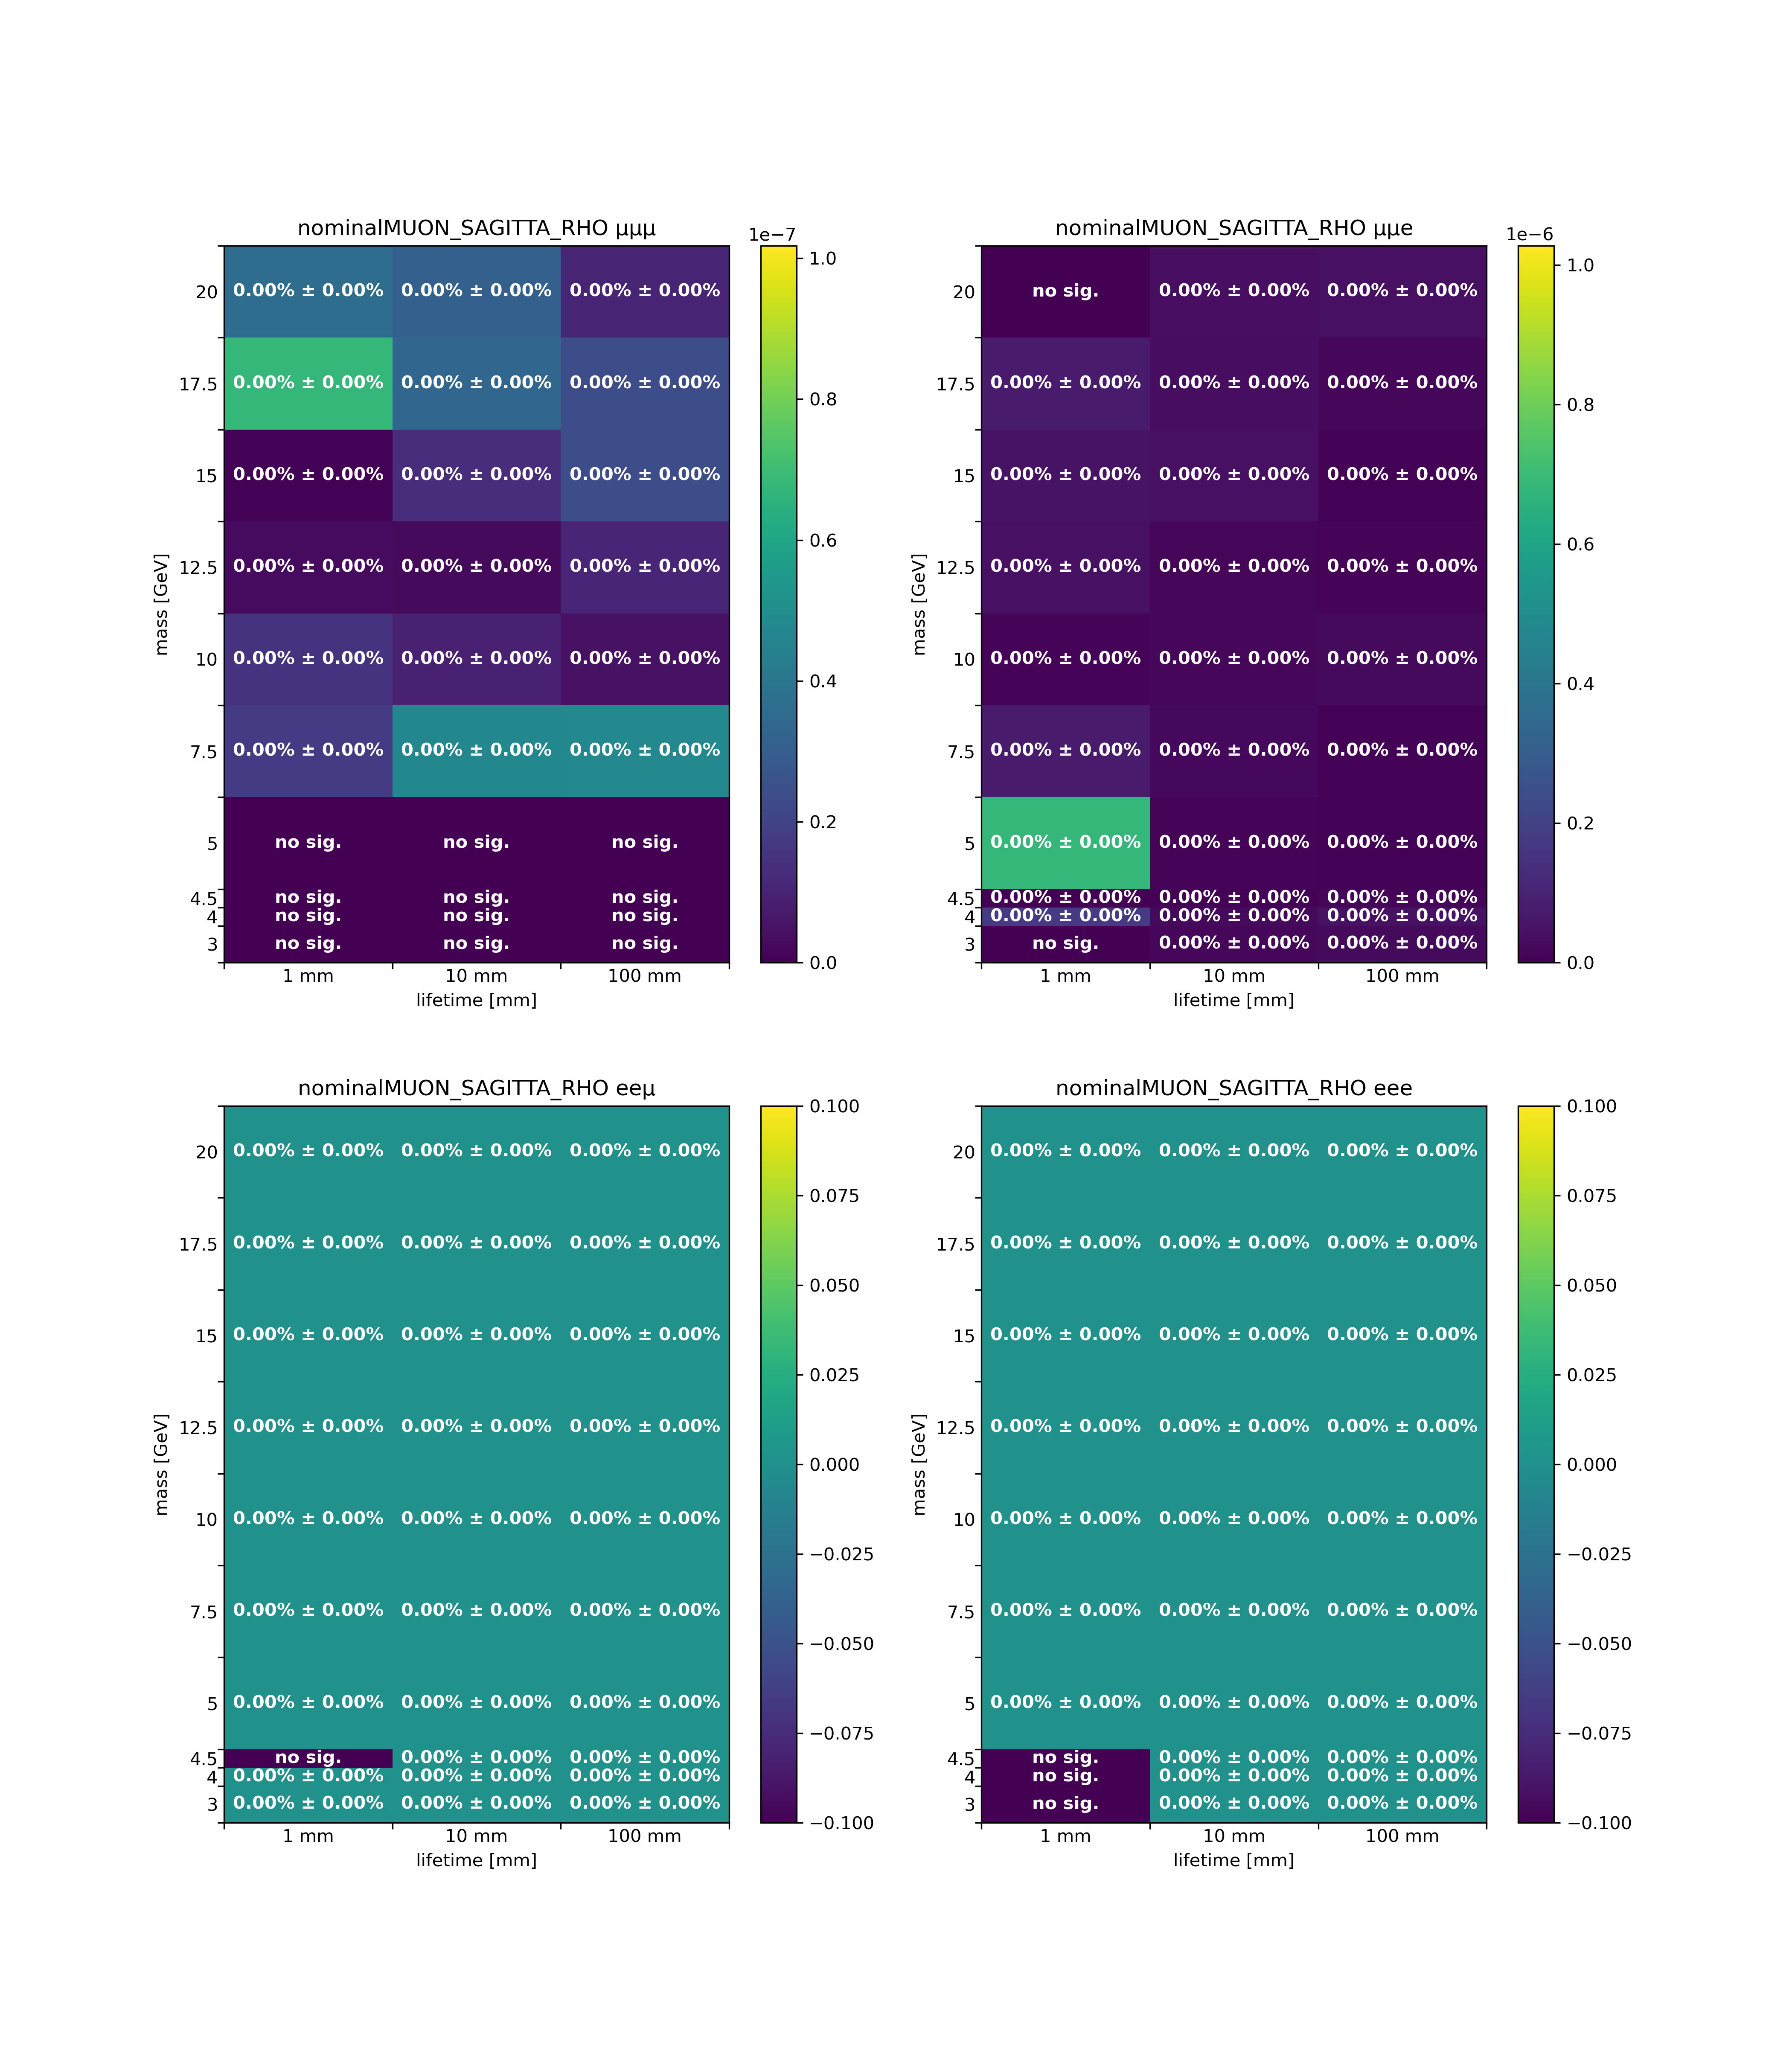 nominalMUON_SAGITTA_RHO μμμ
1e−7
20 0.00% ± 0.00% 0.00% ± 0.00% 0.00% ± 0.00% 1.0
17.5 0.00% ± 0.00% 0.00% ± 0.00% 0.00% ± 0.00% 0.8
15 0.00% ± 0.00% 0.00% ± 0.00% 0.00% ± 0.00%
12.5 0.00% ± 0.00% 0.00% ± 0.00% 0.00% ± 0.00% 0.6
mass [GeV]
10 0.00% ± 0.00% 0.00% ± 0.00% 0.00% ± 0.00% 0.4
7.5 0.00% ± 0.00% 0.00% ± 0.00% 0.00% ± 0.00%
5 no sig. no sig. no sig. 0.2
4.5 no sig. no sig. no sig.
4 no sig. no sig. no sig.
3 no sig. no sig. no sig. 0.0
1 mm 10 mm 100 mm
lifetime [mm]
nominalMUON_SAGITTA_RHO μμe
1e−6
20 no sig. 0.00% ± 0.00% 0.00% ± 0.00% 1.0
17.5 0.00% ± 0.00% 0.00% ± 0.00% 0.00% ± 0.00% 0.8
15 0.00% ± 0.00% 0.00% ± 0.00% 0.00% ± 0.00%
12.5 0.00% ± 0.00% 0.00% ± 0.00% 0.00% ± 0.00% 0.6
mass [GeV]
10 0.00% ± 0.00% 0.00% ± 0.00% 0.00% ± 0.00% 0.4
7.5 0.00% ± 0.00% 0.00% ± 0.00% 0.00% ± 0.00%
5 0.00% ± 0.00% 0.00% ± 0.00% 0.00% ± 0.00% 0.2
4.5 0.00% ± 0.00% 0.00% ± 0.00% 0.00% ± 0.00%
4 0.00% ± 0.00% 0.00% ± 0.00% 0.00% ± 0.00%
3 no sig. 0.00% ± 0.00% 0.00% ± 0.00% 0.0
1 mm 10 mm 100 mm
lifetime [mm]
nominalMUON_SAGITTA_RHO eeμ
0.100
20 0.00% ± 0.00% 0.00% ± 0.00% 0.00% ± 0.00%
0.075
17.5 0.00% ± 0.00% 0.00% ± 0.00% 0.00% ± 0.00%
0.050
15 0.00% ± 0.00% 0.00% ± 0.00% 0.00% ± 0.00%
0.025
12.5 0.00% ± 0.00% 0.00% ± 0.00% 0.00% ± 0.00%
0.000
mass [GeV]
10 0.00% ± 0.00% 0.00% ± 0.00% 0.00% ± 0.00%
−0.025
7.5 0.00% ± 0.00% 0.00% ± 0.00% 0.00% ± 0.00%
−0.050
5 0.00% ± 0.00% 0.00% ± 0.00% 0.00% ± 0.00%
−0.075
4.5 no sig. 0.00% ± 0.00% 0.00% ± 0.00%
4 0.00% ± 0.00% 0.00% ± 0.00% 0.00% ± 0.00%
3 0.00% ± 0.00% 0.00% ± 0.00% 0.00% ± 0.00%
−0.100
1 mm 10 mm 100 mm
lifetime [mm]
nominalMUON_SAGITTA_RHO eee
0.100
20 0.00% ± 0.00% 0.00% ± 0.00% 0.00% ± 0.00%
0.075
17.5 0.00% ± 0.00% 0.00% ± 0.00% 0.00% ± 0.00%
0.050
15 0.00% ± 0.00% 0.00% ± 0.00% 0.00% ± 0.00%
0.025
12.5 0.00% ± 0.00% 0.00% ± 0.00% 0.00% ± 0.00%
0.000
mass [GeV]
10 0.00% ± 0.00% 0.00% ± 0.00% 0.00% ± 0.00%
−0.025
7.5 0.00% ± 0.00% 0.00% ± 0.00% 0.00% ± 0.00%
−0.050
5 0.00% ± 0.00% 0.00% ± 0.00% 0.00% ± 0.00%
−0.075
4.5 no sig. 0.00% ± 0.00% 0.00% ± 0.00%
4 no sig. 0.00% ± 0.00% 0.00% ± 0.00%
3 no sig. 0.00% ± 0.00% 0.00% ± 0.00%
−0.100
1 mm 10 mm 100 mm
lifetime [mm]